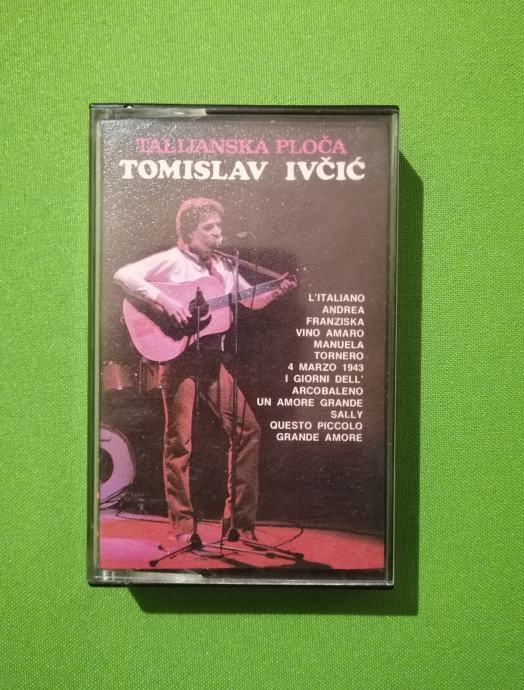 TALIJANSKA PLOČA
TOMISLAV IVČIĆ
L'ITALIANO
ANDREA
FRANZISKA
VINO AMARO
MANUELA
TORNERO
4 MARZO 1943
I GIORNI DELL'
ARCOBALENO
UN AMORE GRANDE
SALLY
QUESTO PICCOLO
GRANDE AMORE